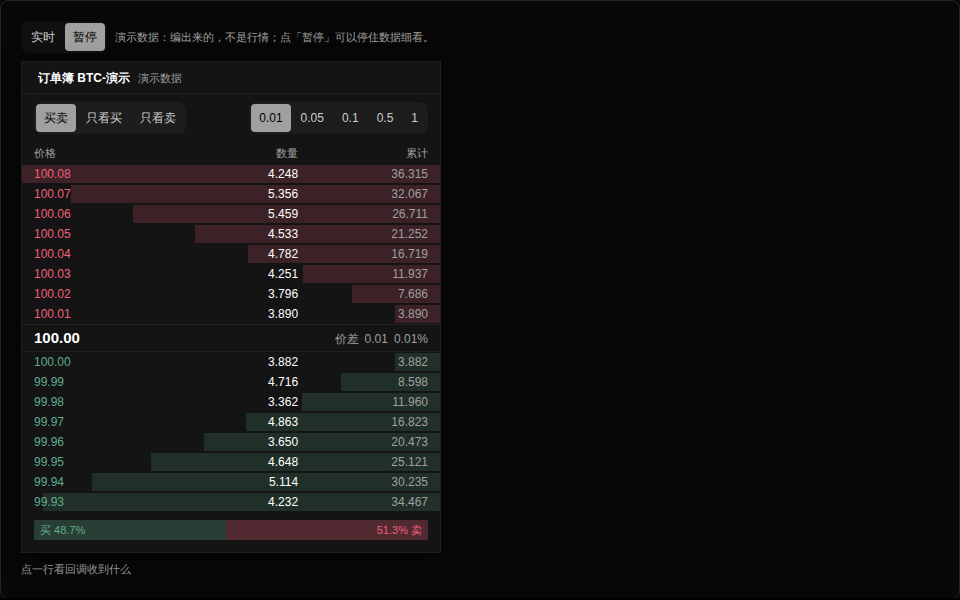 实时 暂停 演示数据：编出来的，不是行情；点「暂停」可以停住数据细看。
订单簿 BTC-演示 演示数据
买卖 只看买 只看卖 0.01 0.05 0.1 0.5 1
价格 数量 累计
100.08 4.248 36.315
100.07 5.356 32.067
100.06 5.459 26.711
100.05 4.533 21.252
100.04 4.782 16.719
100.03 4.251 11.937
100.02 3.796 7.686
100.01 3.890 3.890
100.00 价差 0.01 0.01%
100.00 3.882 3.882
99.99 4.716 8.598
99.98 3.362 11.960
99.97 4.863 16.823
99.96 3.650 20.473
99.95 4.648 25.121
99.94 5.114 30.235
99.93 4.232 34.467
买 48.7% 51.3% 卖
点一行看回调收到什么